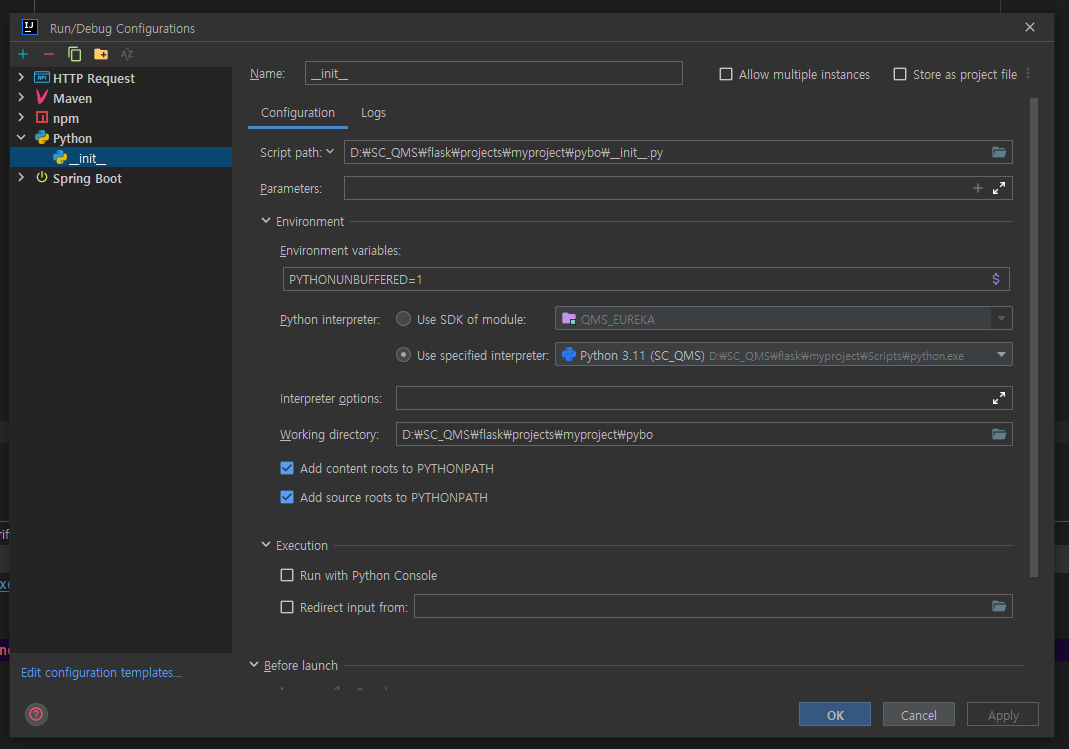 Run/Debug Configurations
HTTP Request
Maven
npm
Python
__init__
Spring Boot
Edit configuration templates...
Name: __init__ Allow multiple instances Store as project file
Configuration Logs
Script path: D:₩SC_QMS₩flask₩projects₩myproject₩pybo₩__init__.py
Parameters:
Environment
Environment variables:
PYTHONUNBUFFERED=1 $
Python interpreter: Use SDK of module: QMS_EUREKA
Use specified interpreter: Python 3.11 (SC_QMS) D:₩SC_QMS₩flask₩myproject₩Scripts₩python.exe
Interpreter options:
Working directory: D:₩SC_QMS₩flask₩projects₩myproject₩pybo
Add content roots to PYTHONPATH
Add source roots to PYTHONPATH
Execution
Run with Python Console
Redirect input from:
Before launch
OK Cancel Apply